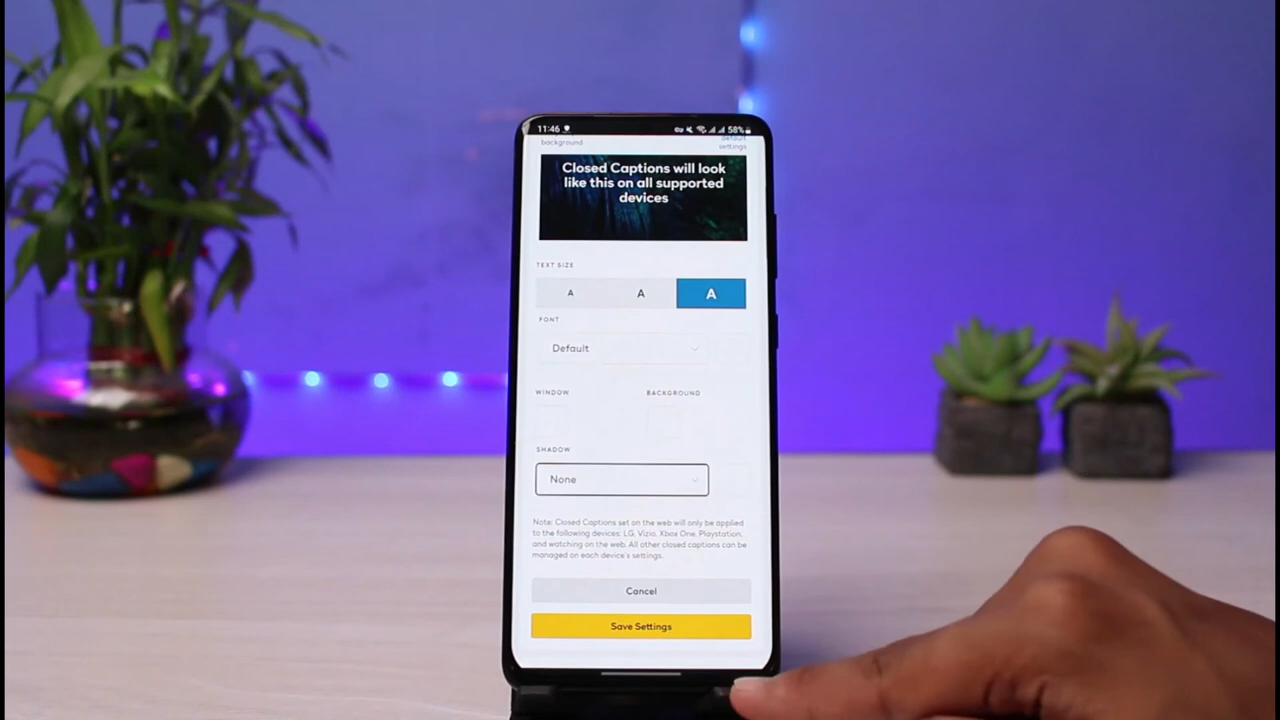 11:46 58%
background
settings
Closed Captions will look
like this on all supported
devices
TEXT SIZE
A A A
FONT
Default
WINDOW BACKGROUND
SHADOW
None
Note: Closed Captions set on the web will only be applied
to the following devices: LG, Vizio, Xbox One, Playstation,
and watching on the web. All other closed captions can be
managed on each device's settings.
Cancel
Save Settings